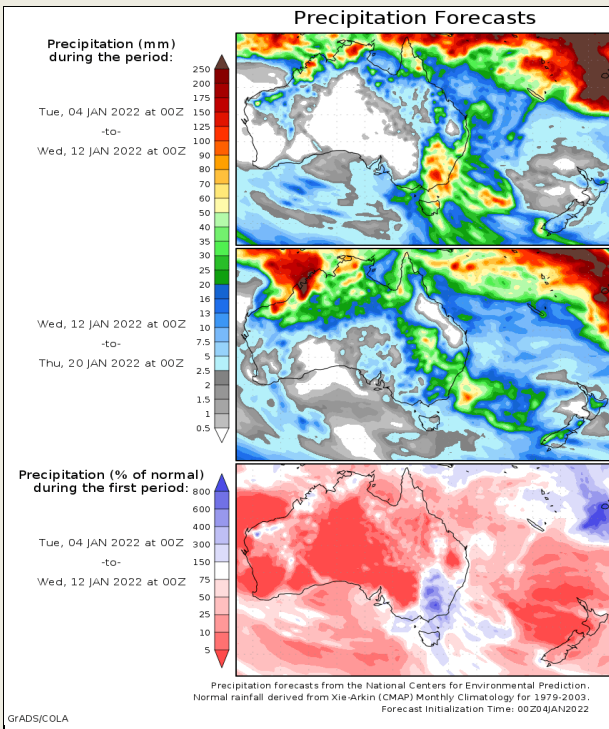 Precipitation Forecasts
Precipitation (mm)
during the period:
Tue, 04 JAN 2022 at 00Z
-to-
Wed, 12 JAN 2022 at 00Z
250
200
175
150
125
100
90
80
70
60
50
40
35
30
25
20
16
13
10
7.5
5
2.5
2
1.5
1
0.5
Wed, 12 JAN 2022 at 00Z
-to-
Thu, 20 JAN 2022 at 00Z
Precipitation (% of normal)
during the first period:
Tue, 04 JAN 2022 at 00Z
-to-
Wed, 12 JAN 2022 at 00Z
800
600
400
300
150
75
50
25
10
5
Precipitation forecasts from the National Centers for Environmental Prediction.
Normal rainfall derived from Xie-Arkin (CMAP) Monthly Climatology for 1979-2003.
Forecast Initialization Time: 00Z04JAN2022
GrADS/COLA